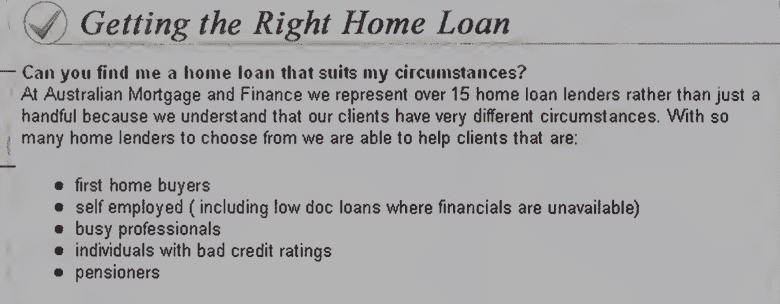 Getting the Right Home Loan
Can you find me a home loan that suits my circumstances?
At Australian Mortgage and Finance we represent over 15 home loan lenders rather than just a
handful because we understand that our clients have very different circumstances. With so
many home lenders to choose from we are able to help clients that are:
• first home buyers
• self employed ( including low doc loans where financials are unavailable)
• busy professionals
• individuals with bad credit ratings
• pensioners